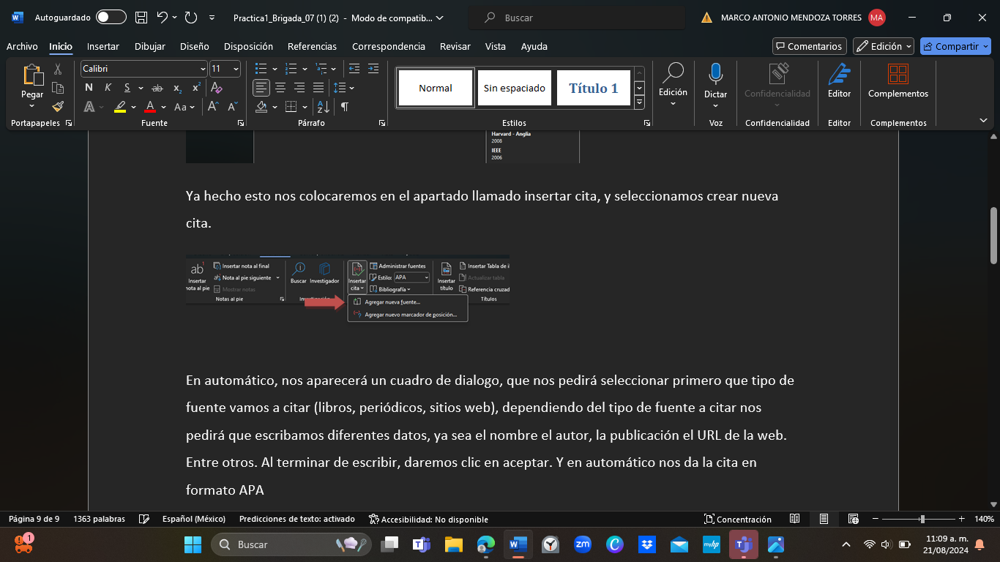 Autoguardado
Practica1_Brigada_07 (1) (2) - Modo de compatib...
Buscar
MARCO ANTONIO MENDOZA TORRES
MA
Archivo Inicio Insertar Dibujar Diseño Disposición Referencias Correspondencia Revisar Vista Ayuda
Comentarios Edición Compartir
Pegar
Portapapeles
Calibri 11
N K S ab x₂ x²
A A Aa A A
Fuente
Párrafo
Normal Sin espaciado Título 1
Estilos
Edición
Dictar
Voz
Confidencialidad
Confidencialidad
Editor
Editor
Complementos
Complementos
Harvard - Anglia
2008
IEEE
2006
Ya hecho esto nos colocaremos en el apartado llamado insertar cita, y seleccionamos crear nueva
cita.
ab¹
Insertar
nota al pie
Insertar nota al final
Nota al pie siguiente
Mostrar notas
Notas al pie
Buscar Investigador
Insertar
cita
Administrar fuentes
Estilo: APA
Bibliografía
Insertar
título
Insertar Tabla de i
Actualizar tabla
Referencia cruzad
Títulos
Agregar nueva fuente...
Agregar nuevo marcador de posición...
En automático, nos aparecerá un cuadro de dialogo, que nos pedirá seleccionar primero que tipo de
fuente vamos a citar (libros, periódicos, sitios web), dependiendo del tipo de fuente a citar nos
pedirá que escribamos diferentes datos, ya sea el nombre el autor, la publicación el URL de la web.
Entre otros. Al terminar de escribir, daremos clic en aceptar. Y en automático nos da la cita en
formato APA
Página 9 de 9 1363 palabras Español (México) Predicciones de texto: activado Accesibilidad: No disponible Concentración 140%
1
Buscar
zm
myhp
11:09 a. m.
21/08/2024